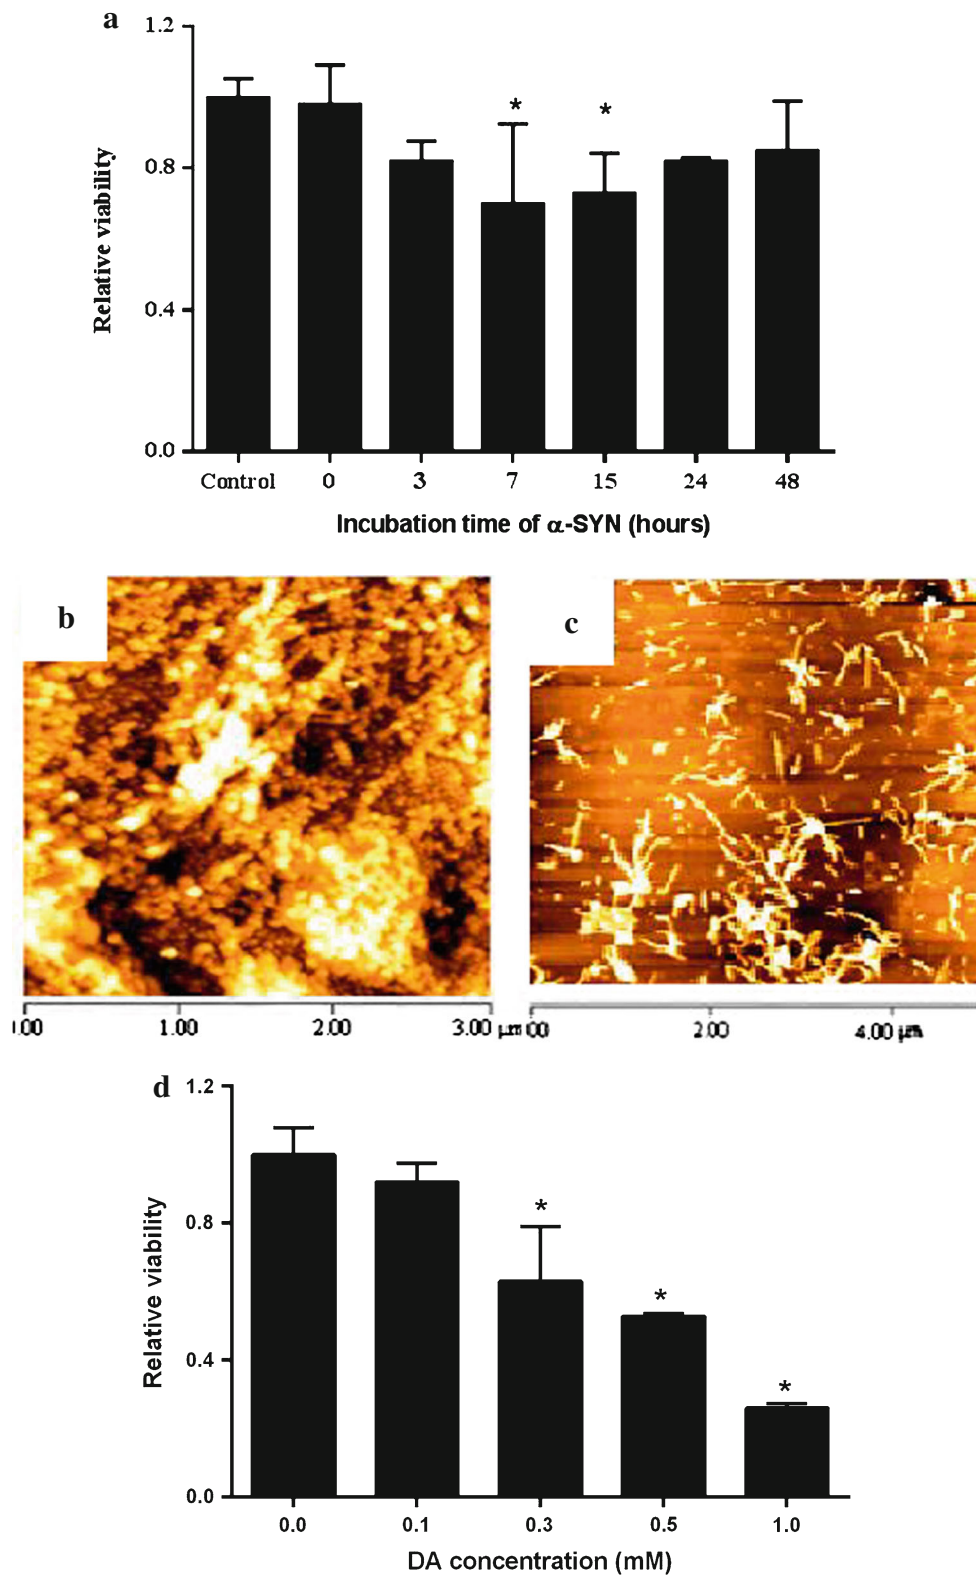 a
1.2
0.8
0.4
0.0
Relative viability
*
*
Control 0 3 7 15 24 48
Incubation time of α-SYN (hours)
b
c
1.00 2.00 3.00 µm
2.00 4.00 µm
d
1.2
0.8
0.4
0.0
Relative viability
*
*
*
0.0 0.1 0.3 0.5 1.0
DA concentration (mM)